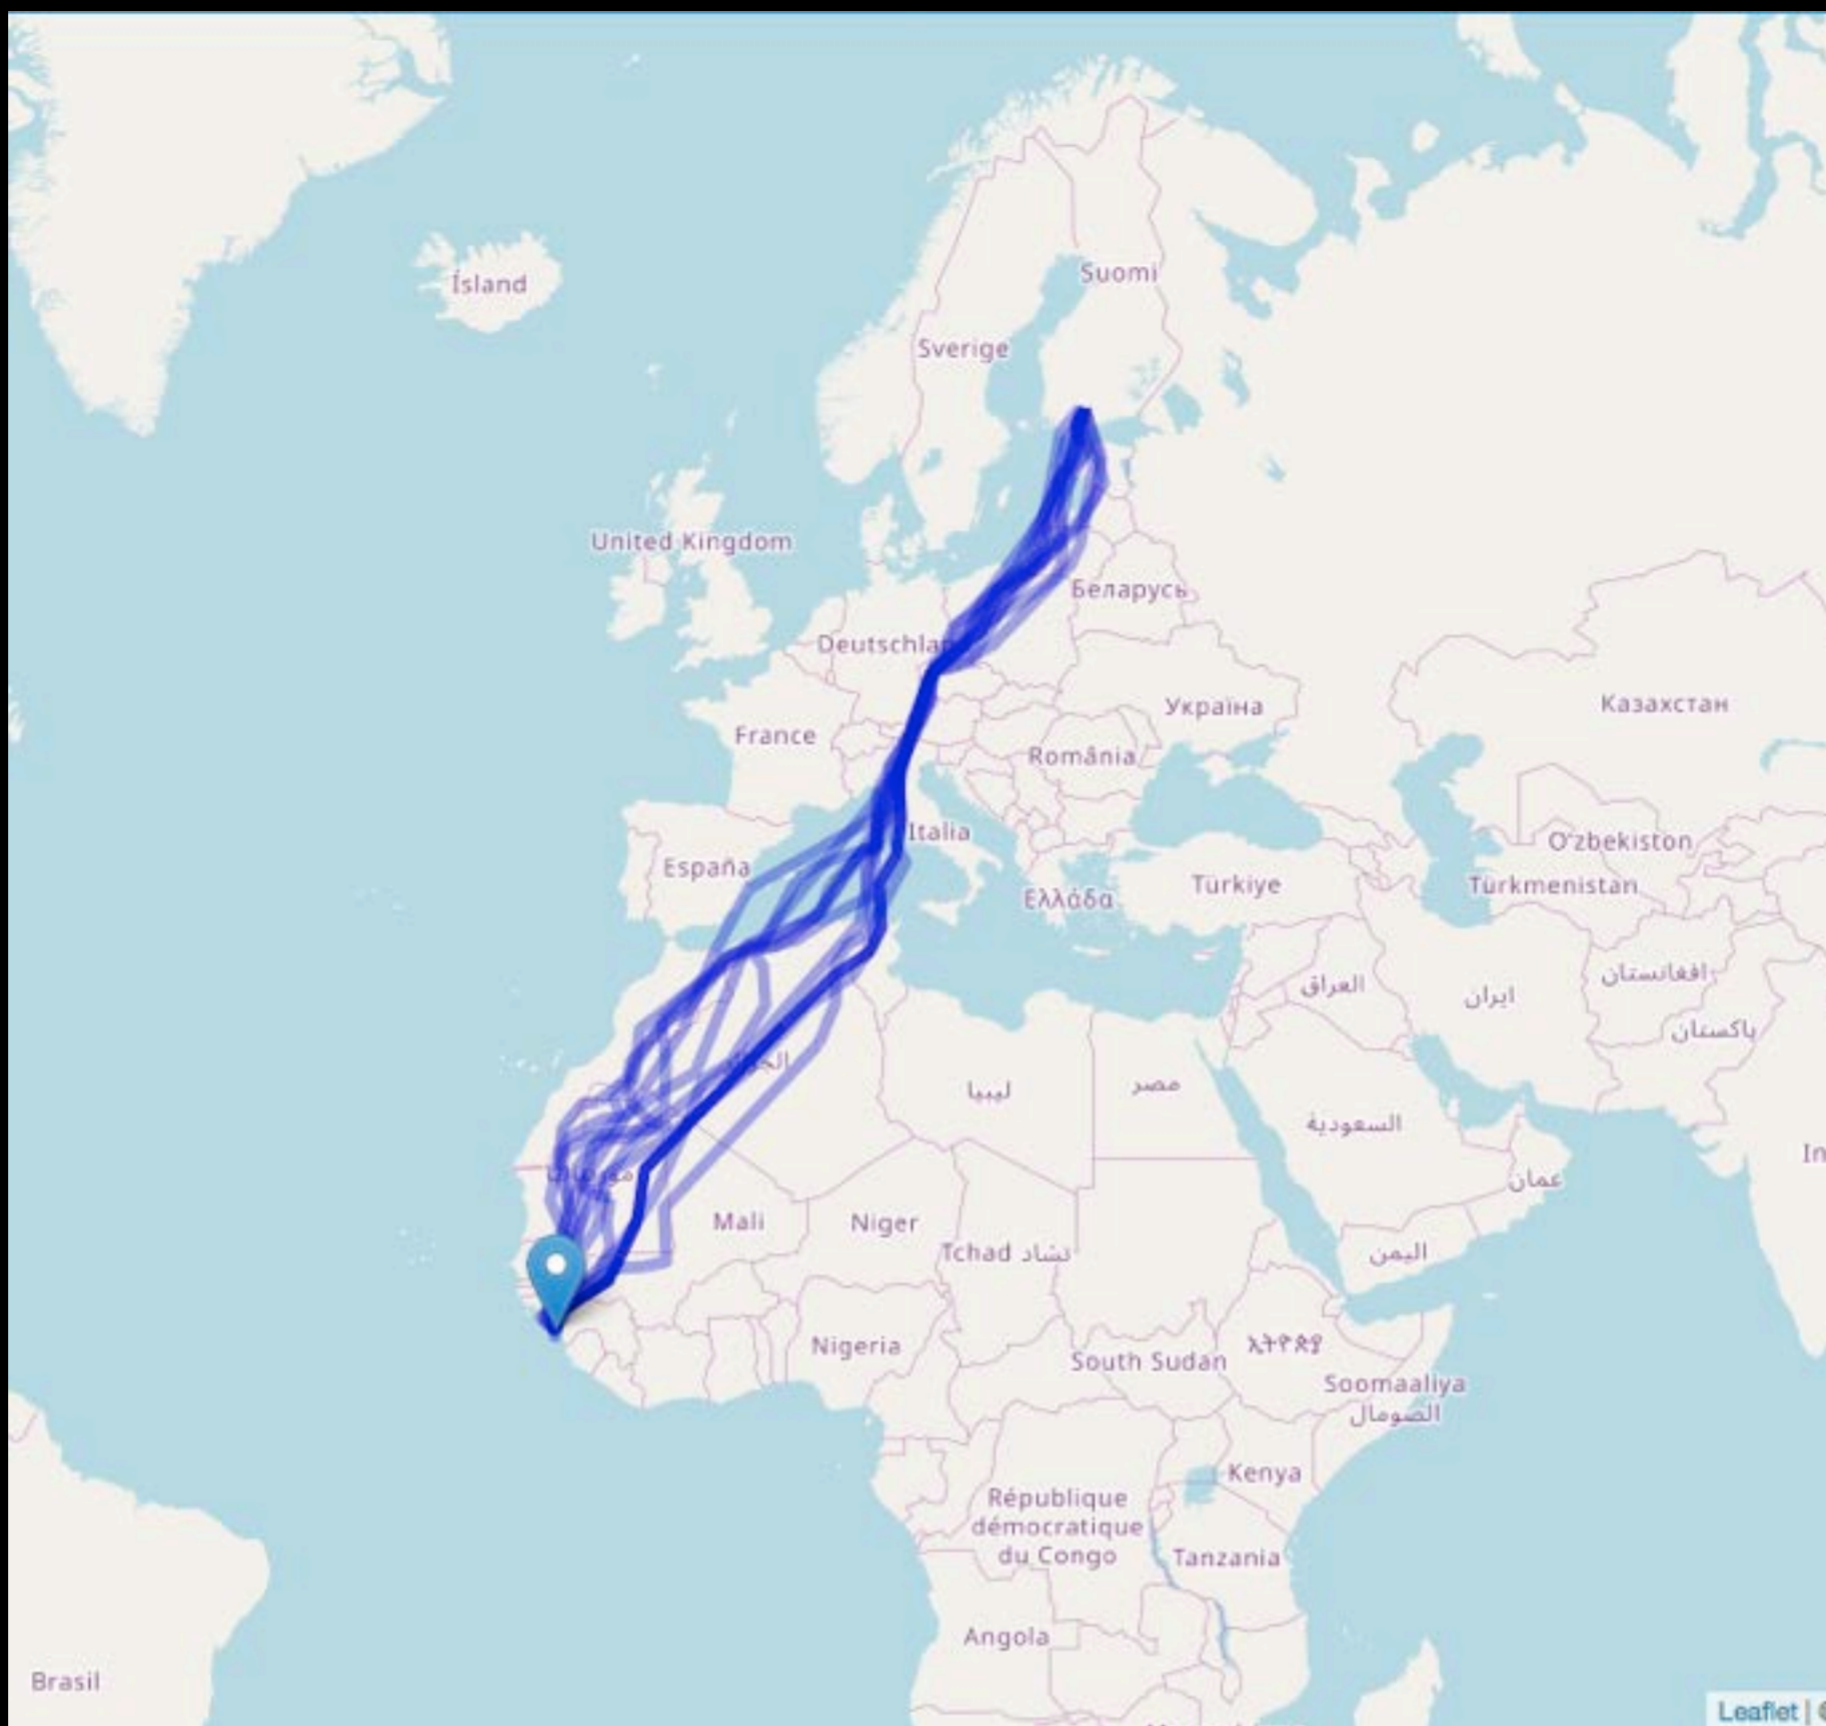 Ísland
Suomi
Sverige
United Kingdom
Беларусь
Deutschla
Україна
Казахстан
France
România
Italia
O'zbekiston
España
Türkiye
Türkmenistan
Ελλάδα
افغانستان
العراق
ایران
پاکستان
ليبيا
مصر
السعودية
In
عمان
Mali
Niger
Tchad تشاد
اليمن
Nigeria
South Sudan
ኢትዮጵያ
Soomaaliya
الصومال
Kenya
République
démocratique
du Congo
Tanzania
Angola
Brasil
Leaflet | ©